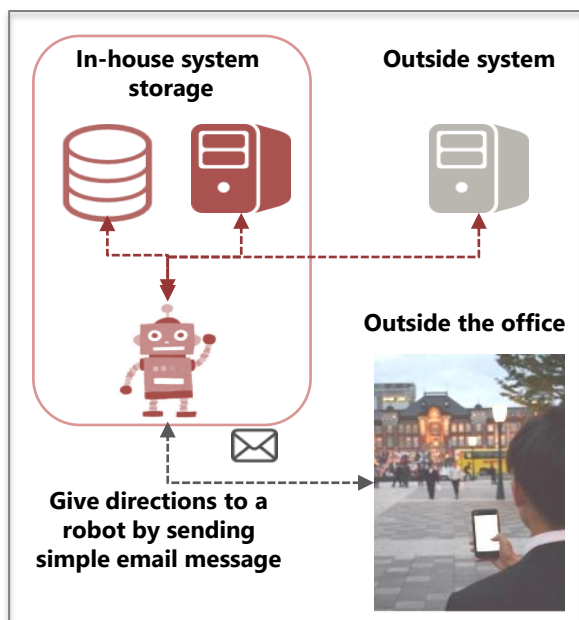 In-house system
storage
Outside system
Outside the office
Give directions to a
robot by sending
simple email message